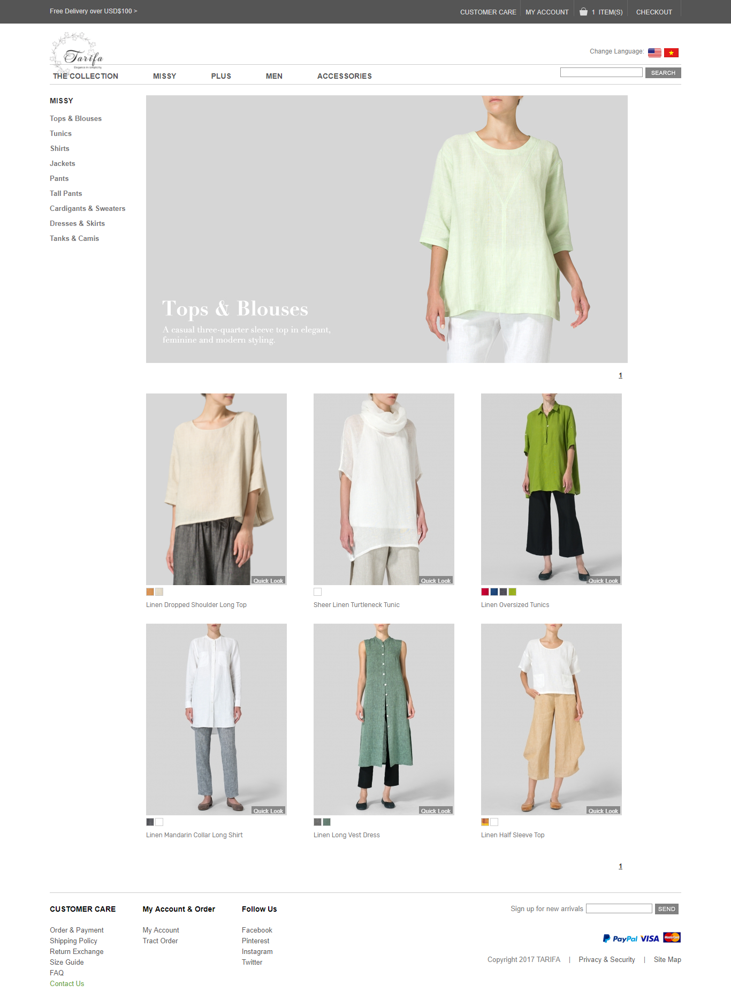 Free Delivery over USD$100 >
CUSTOMER CARE
MY ACCOUNT
1 ITEM(S)
CHECKOUT
Tarifa
Elegance in simplicity
Change Language:
THE COLLECTION
MISSY
PLUS
MEN
ACCESSORIES
SEARCH
MISSY
Tops & Blouses
Tunics
Shirts
Jackets
Pants
Tall Pants
Cardigants & Sweaters
Dresses & Skirts
Tanks & Camis
Tops & Blouses
A casual three-quarter sleeve top in elegant,
feminine and modern styling.
1
Quick Look
Quick Look
Quick Look
Linen Dropped Shoulder Long Top
Sheer Linen Turtleneck Tunic
Linen Oversized Tunics
Quick Look
Quick Look
Quick Look
Linen Mandarin Collar Long Shirt
Linen Long Vest Dress
Linen Half Sleeve Top
1
CUSTOMER CARE
Order & Payment
Shipping Policy
Return Exchange
Size Guide
FAQ
Contact Us
My Account & Order
My Account
Tract Order
Follow Us
Facebook
Pinterest
Instagram
Twitter
Sign up for new arrivals
SEND
PayPal VISA MasterCard
Copyright 2017 TARIFA | Privacy & Security | Site Map